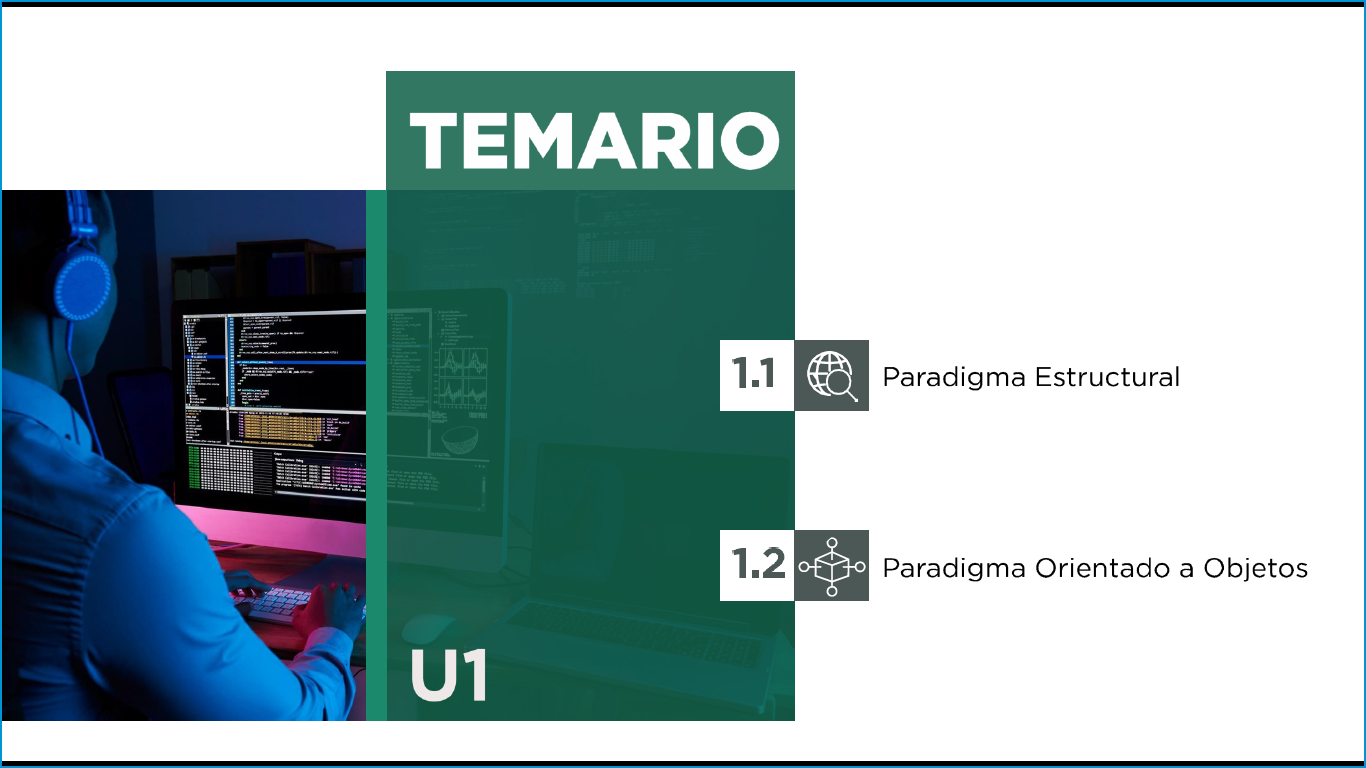 TEMARIO
1.1
Paradigma Estructural
1.2
Paradigma Orientado a Objetos
U1